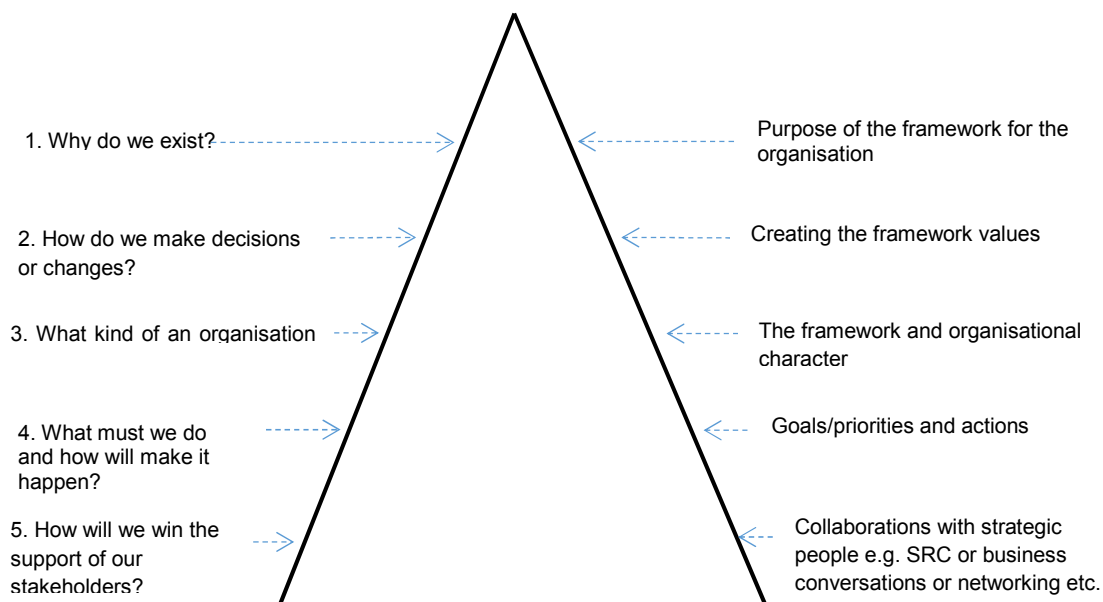 1. Why do we exist?
Purpose of the framework for the
organisation
2. How do we make decisions
or changes?
Creating the framework values
3. What kind of an organisation
The framework and organisational
character
4. What must we do
and how will make it
happen?
Goals/priorities and actions
5. How will we win the
support of our
stakeholders?
Collaborations with strategic
people e.g. SRC or business
conversations or networking etc.